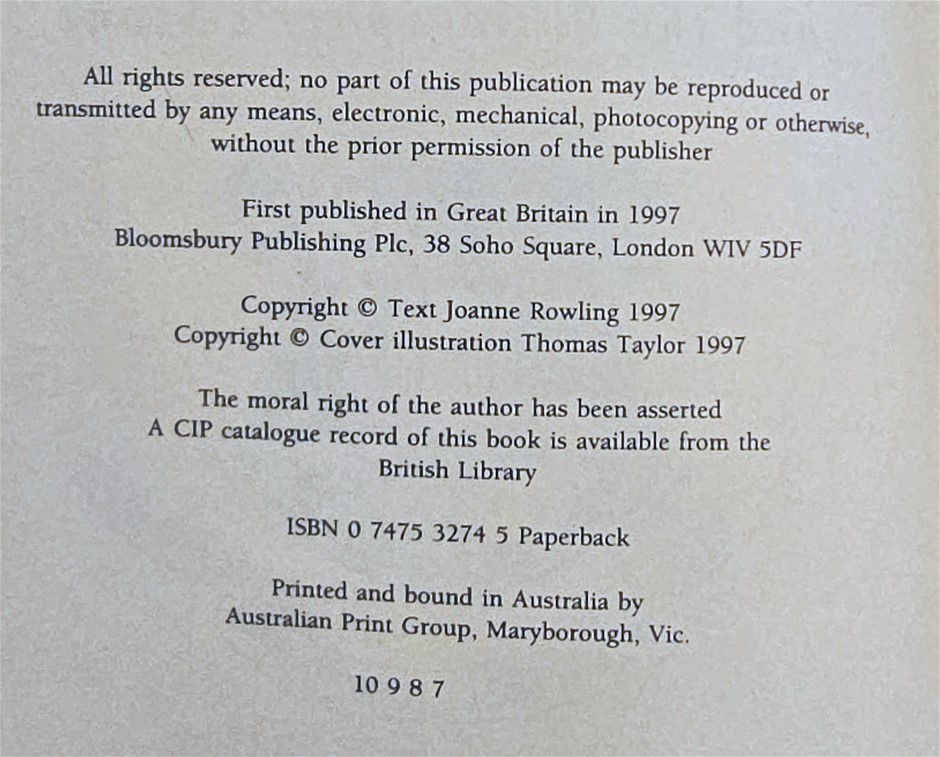 All rights reserved; no part of this publication may be reproduced or
transmitted by any means, electronic, mechanical, photocopying or otherwise,
without the prior permission of the publisher
First published in Great Britain in 1997
Bloomsbury Publishing Plc, 38 Soho Square, London WIV 5DF
Copyright © Text Joanne Rowling 1997
Copyright © Cover illustration Thomas Taylor 1997
The moral right of the author has been asserted
A CIP catalogue record of this book is available from the
British Library
ISBN 0 7475 3274 5 Paperback
Printed and bound in Australia by
Australian Print Group, Maryborough, Vic.
10 9 8 7